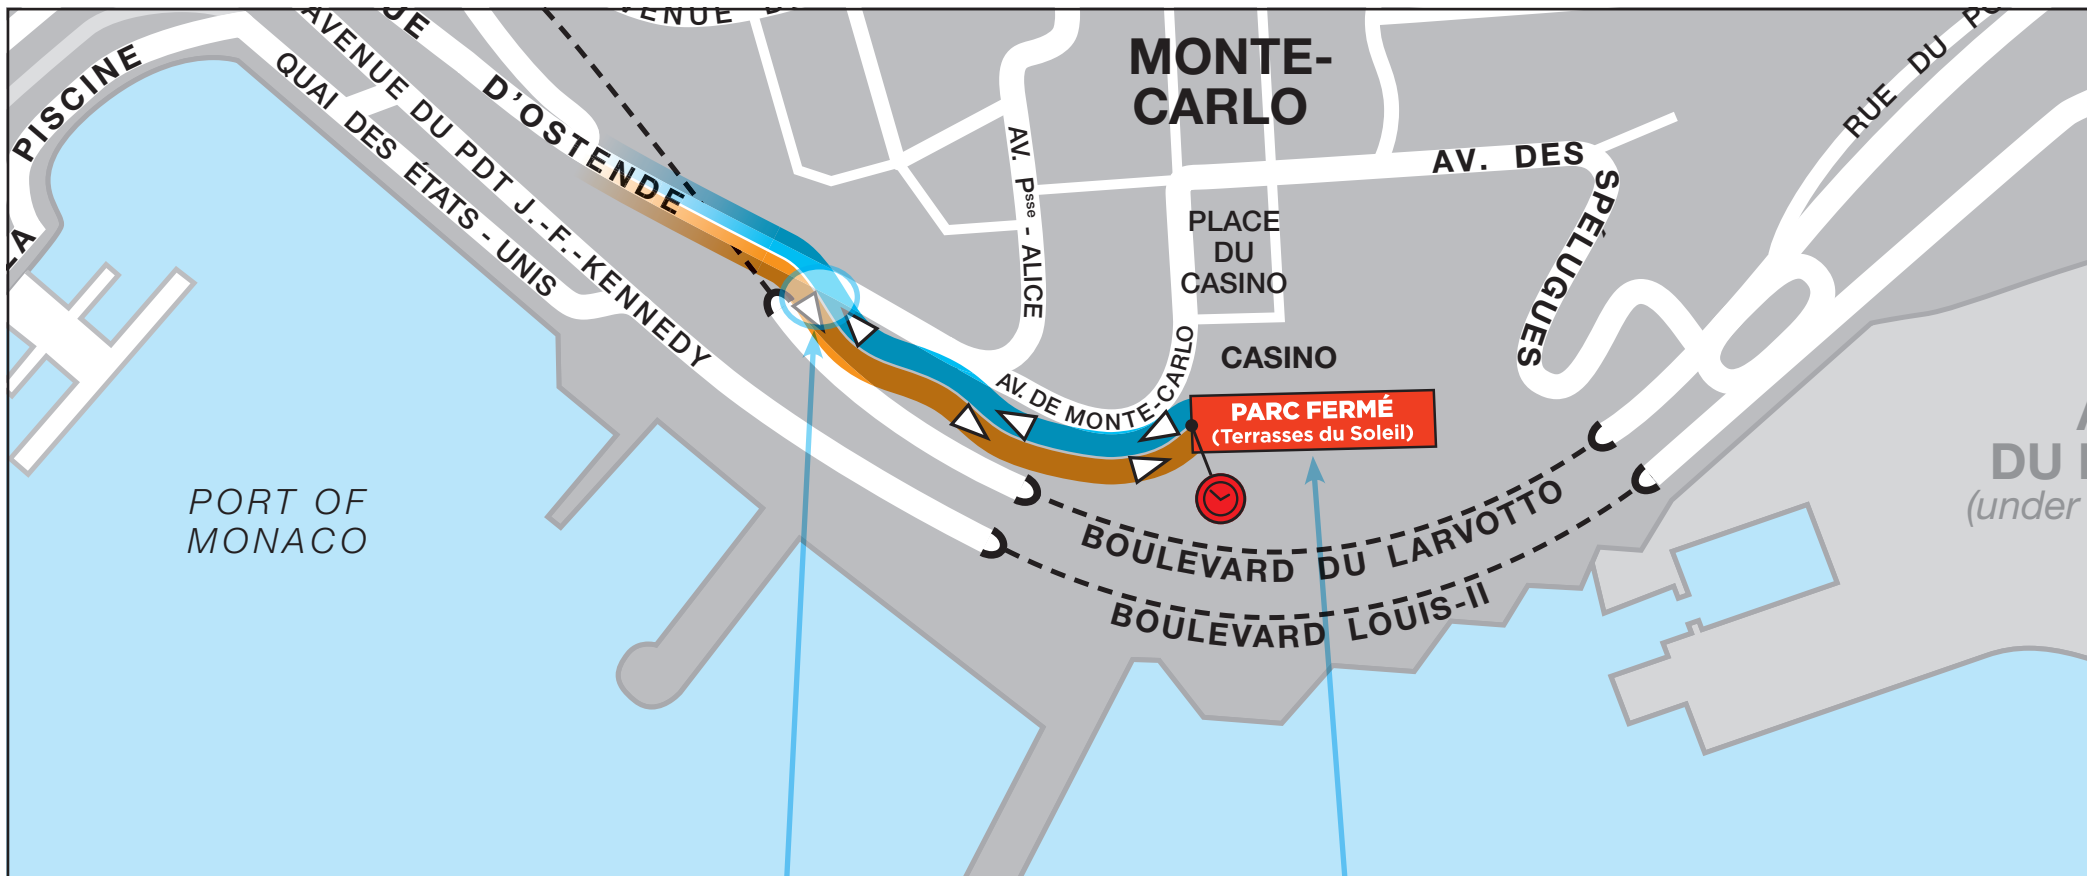 PISCINE
QUAI DES ÉTATS - UNIS
AVENUE DU PDT J.-F.-KENNEDY
D'OSTENDE
MONTE-
CARLO
AV. Psse - ALICE
AV. DES SPÉLUGUES
RUE DU
PLACE
DU
CASINO
CASINO
AV. DE MONTE-CARLO
PARC FERMÉ
(Terrasses du Soleil)
BOULEVARD DU LARVOTTO
BOULEVARD LOUIS-II
PORT OF
MONACO
DU
(under